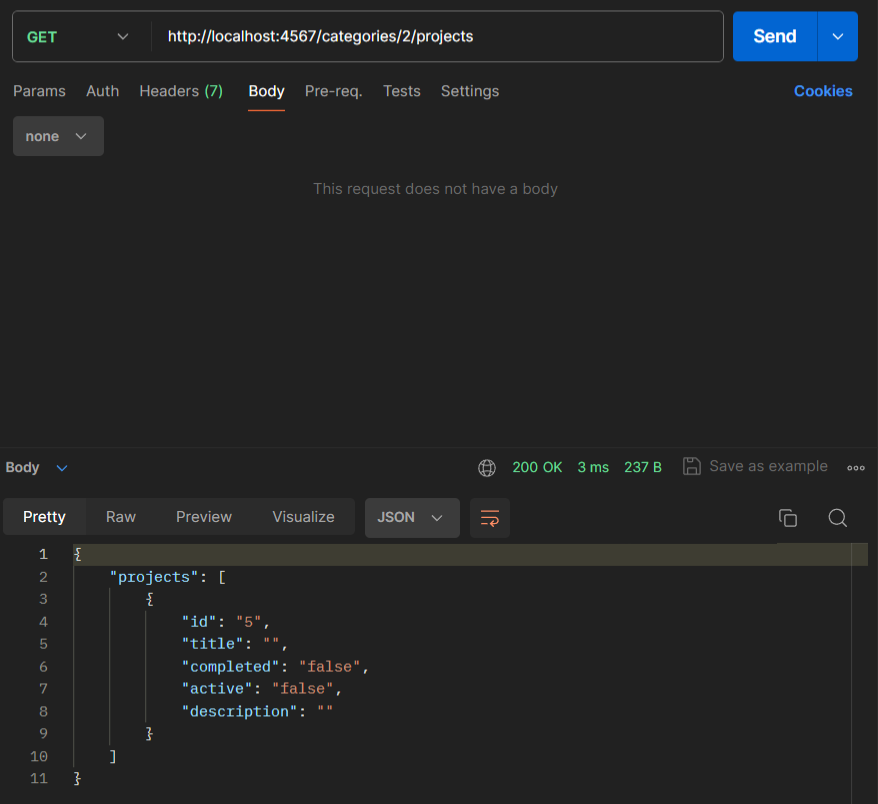 GET http://localhost:4567/categories/2/projects Send
Params Auth Headers (7) Body Pre-req. Tests Settings Cookies
none
This request does not have a body
Body 200 OK 3 ms 237 B Save as example
Pretty Raw Preview Visualize JSON
1 {
2 "projects": [
3 {
4 "id": "5",
5 "title": "",
6 "completed": "false",
7 "active": "false",
8 "description": ""
9 }
10 ]
11 }